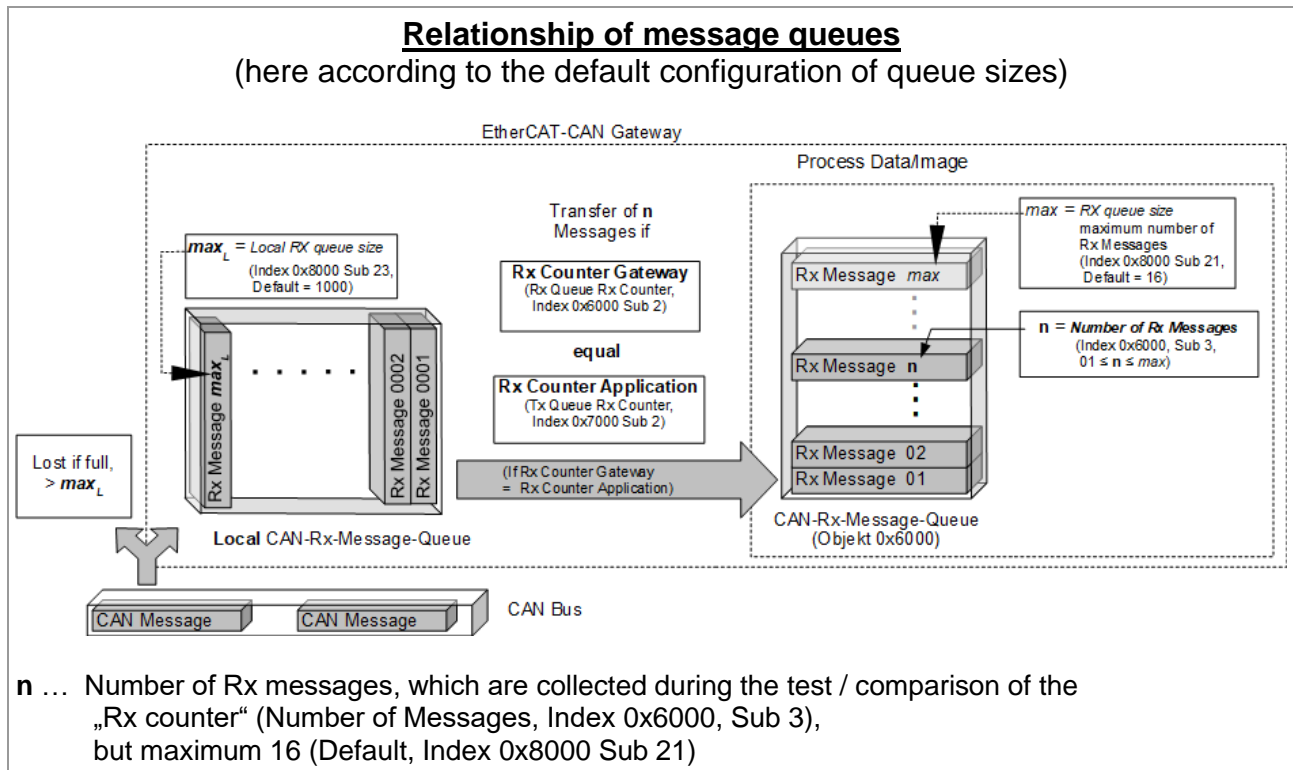 Relationship of message queues
(here according to the default configuration of queue sizes)
EtherCAT-CAN Gateway
Process Data/Image
Transfer of n
Messages if
max = RX queue size
maximum number of
Rx Messages
(Index 0x8000 Sub 21,
Default = 16)
maxL = Local RX queue size
(Index 0x8000 Sub 23,
Default = 1000)
Rx Counter Gateway
(Rx Queue Rx Counter,
Index 0x6000 Sub 2)
Rx Message max
n = Number of Rx Messages
(Index 0x6000, Sub 3,
01 ≤ n ≤ max)
equal
Rx Message n
Rx Counter Application
(Tx Queue Rx Counter,
Index 0x7000 Sub 2)
Rx Message maxL
Rx Message 0002
Rx Message 0001
Rx Message 02
Rx Message 01
Lost if full,
> maxL
(If Rx Counter Gateway
= Rx Counter Application)
Local CAN-Rx-Message-Queue
CAN-Rx-Message-Queue
(Objekt 0x6000)
CAN Message
CAN Message
CAN Bus
n … Number of Rx messages, which are collected during the test / comparison of the
„Rx counter“ (Number of Messages, Index 0x6000, Sub 3),
but maximum 16 (Default, Index 0x8000 Sub 21)